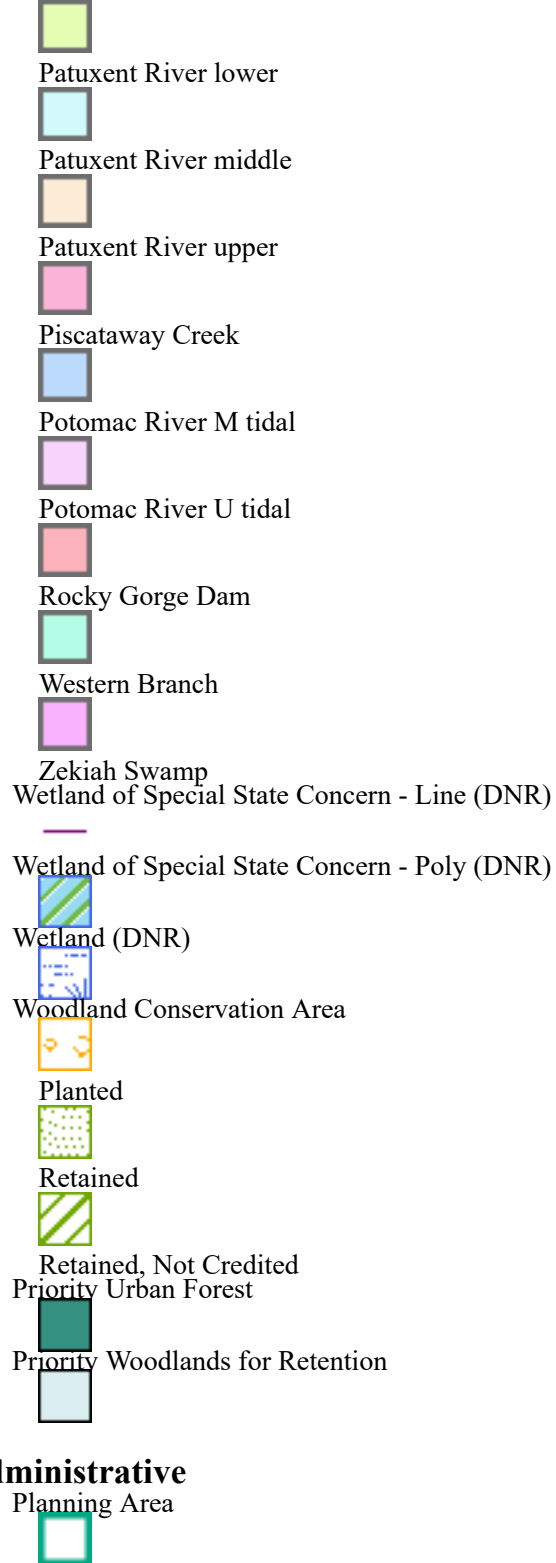 Patuxent River lower
Patuxent River middle
Patuxent River upper
Piscataway Creek
Potomac River M tidal
Potomac River U tidal
Rocky Gorge Dam
Western Branch
Zekiah Swamp
Wetland of Special State Concern - Line (DNR)
Wetland of Special State Concern - Poly (DNR)
Wetland (DNR)
Woodland Conservation Area
Planted
Retained
Retained, Not Credited
Priority Urban Forest
Priority Woodlands for Retention
dministrative
Planning Area